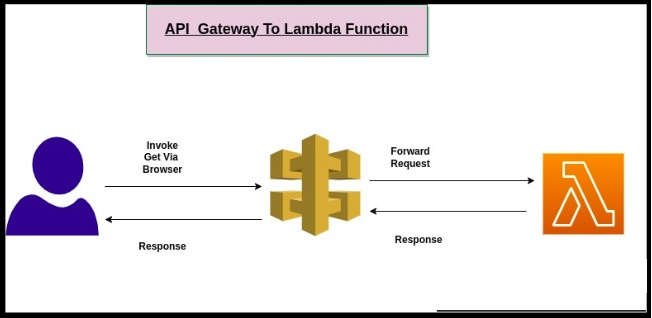 API Gateway To Lambda Function
Invoke
Get Via
Browser
Forward
Request
Response
Response